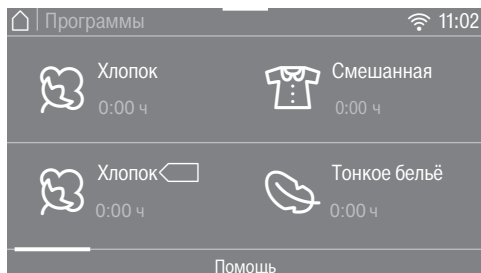 Программы 11:02
Хлопок Смешанная
0:00 ч 0:00 ч
Хлопок Тонкое бельё
0:00 ч 0:00 ч
Помощь